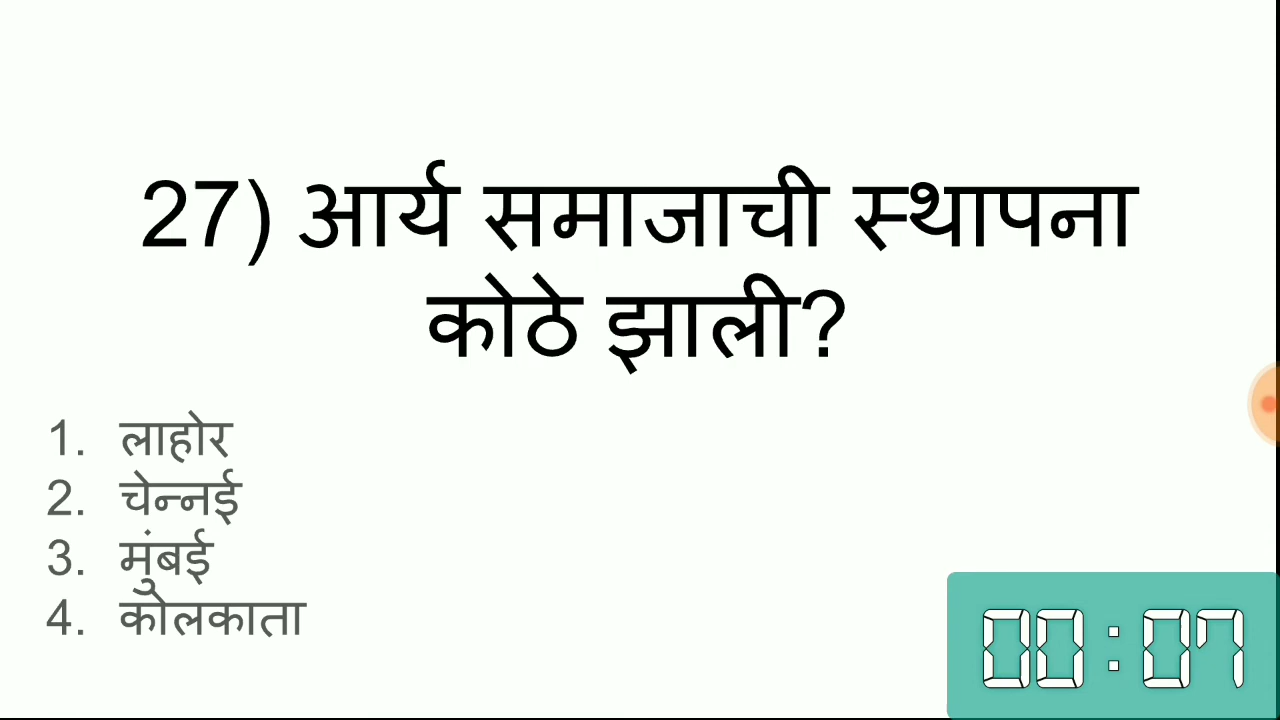 27) आर्य समाजाची स्थापना
कोठे झाली?
1. लाहोर
2. चेन्नई
3. मुंबई
4. कोलकाता
00:07